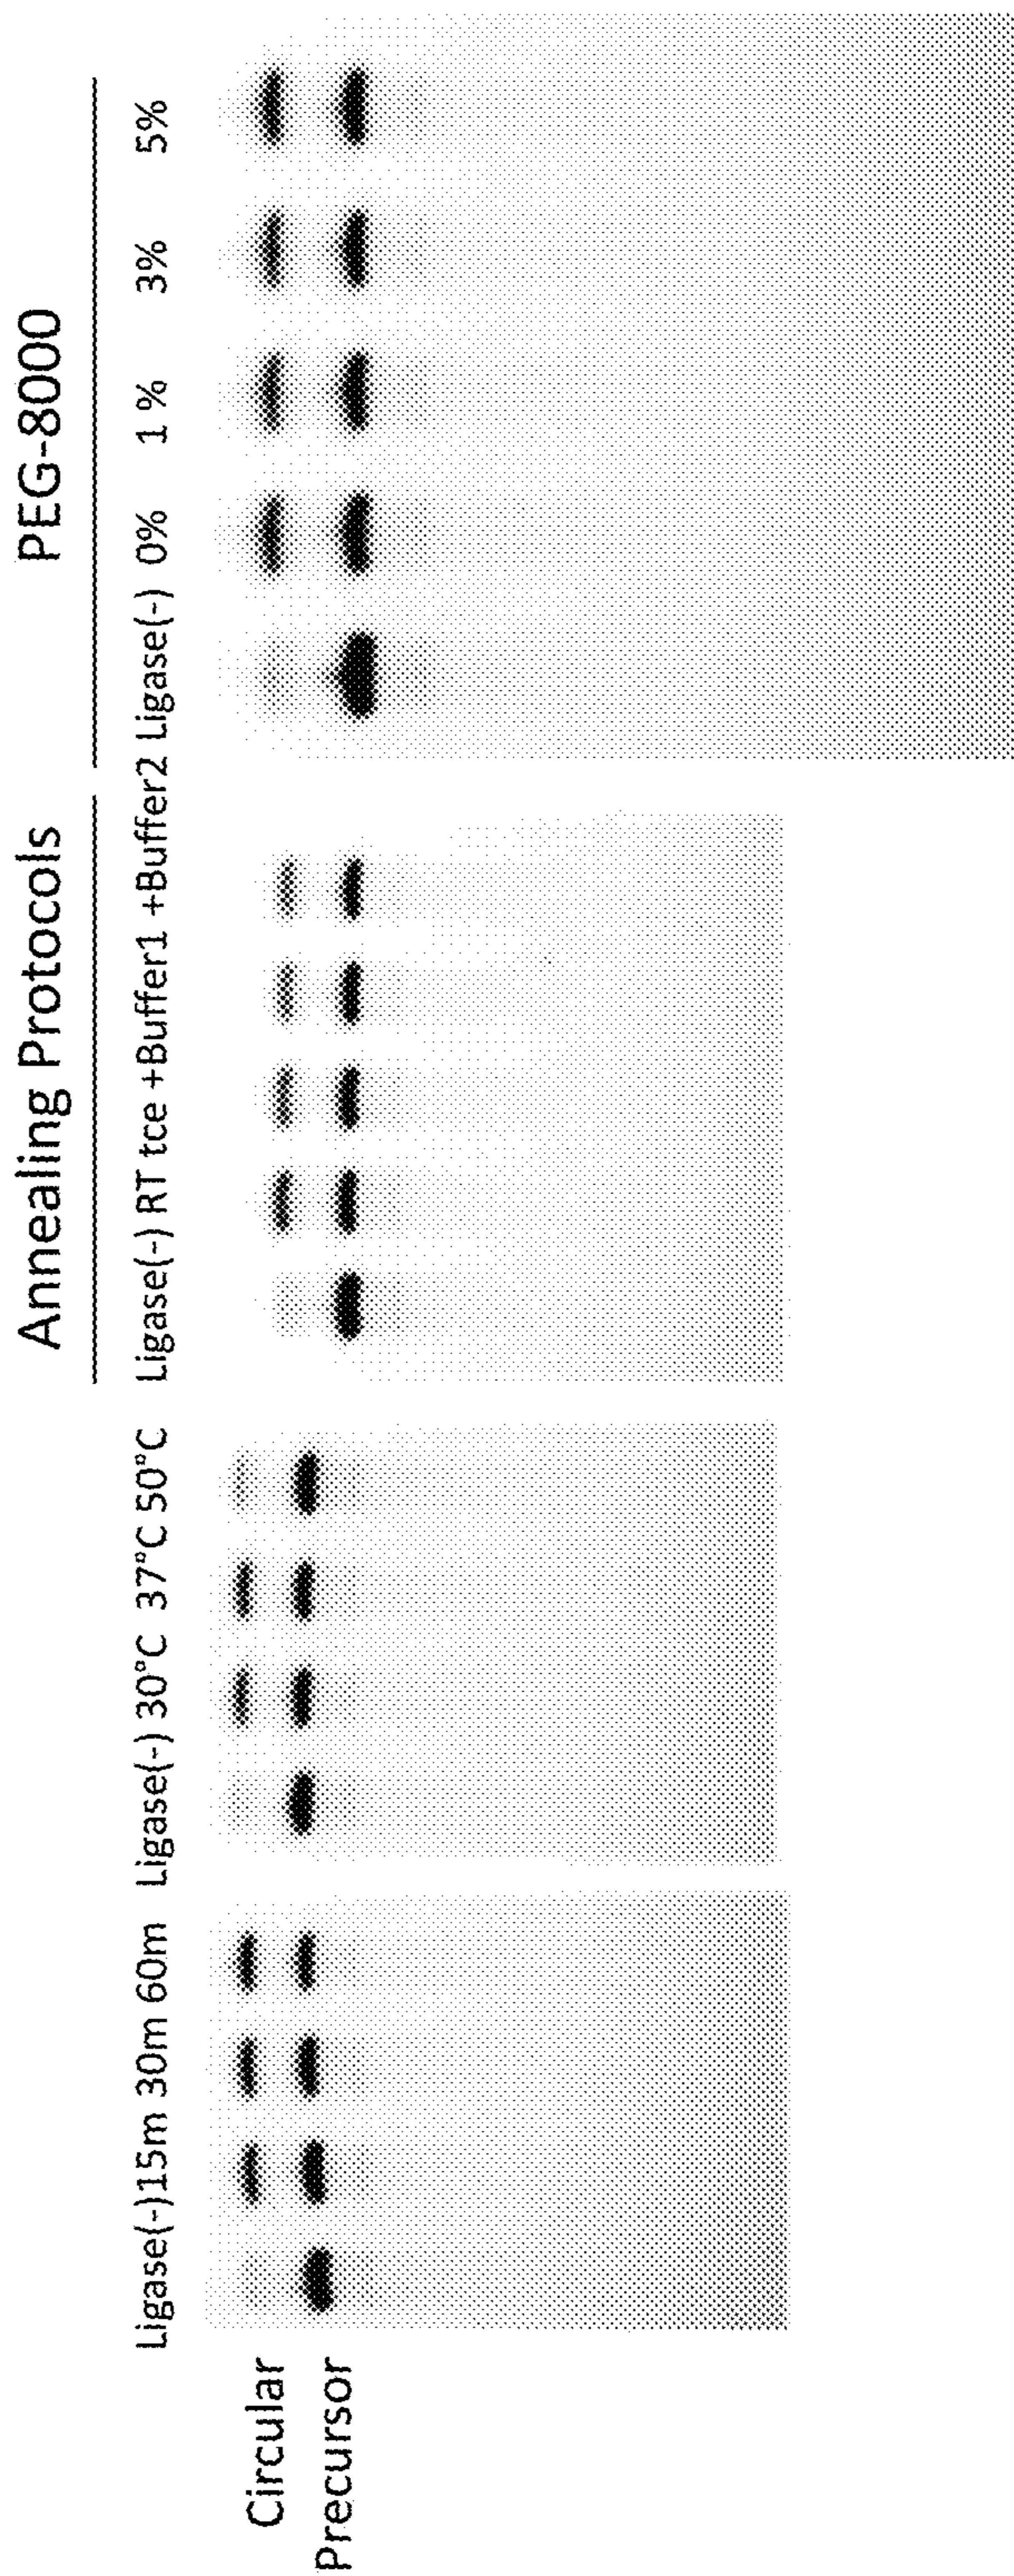 Annealing Protocols PEG-8000
Ligase(-)15m 30m 60m Ligase(-) 30°C 37°C 50°C Ligase(-) RT tce +Buffer1 +Buffer2 Ligase(-) 0% 1 % 3% 5%
Circular
Precursor